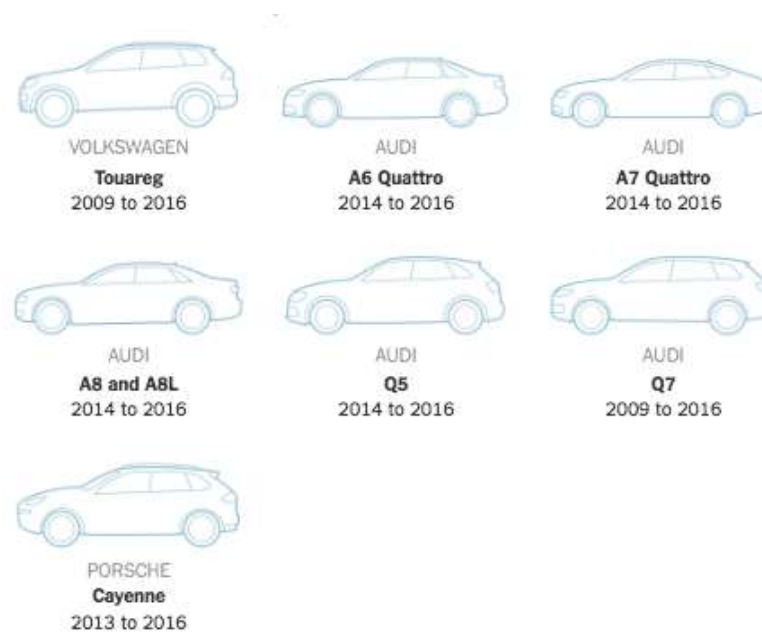 VOLKSWAGEN
Touareg
2009 to 2016
AUDI
A6 Quattro
2014 to 2016
AUDI
A7 Quattro
2014 to 2016
AUDI
A8 and A8L
2014 to 2016
AUDI
Q5
2014 to 2016
AUDI
Q7
2009 to 2016
PORSCHE
Cayenne
2013 to 2016